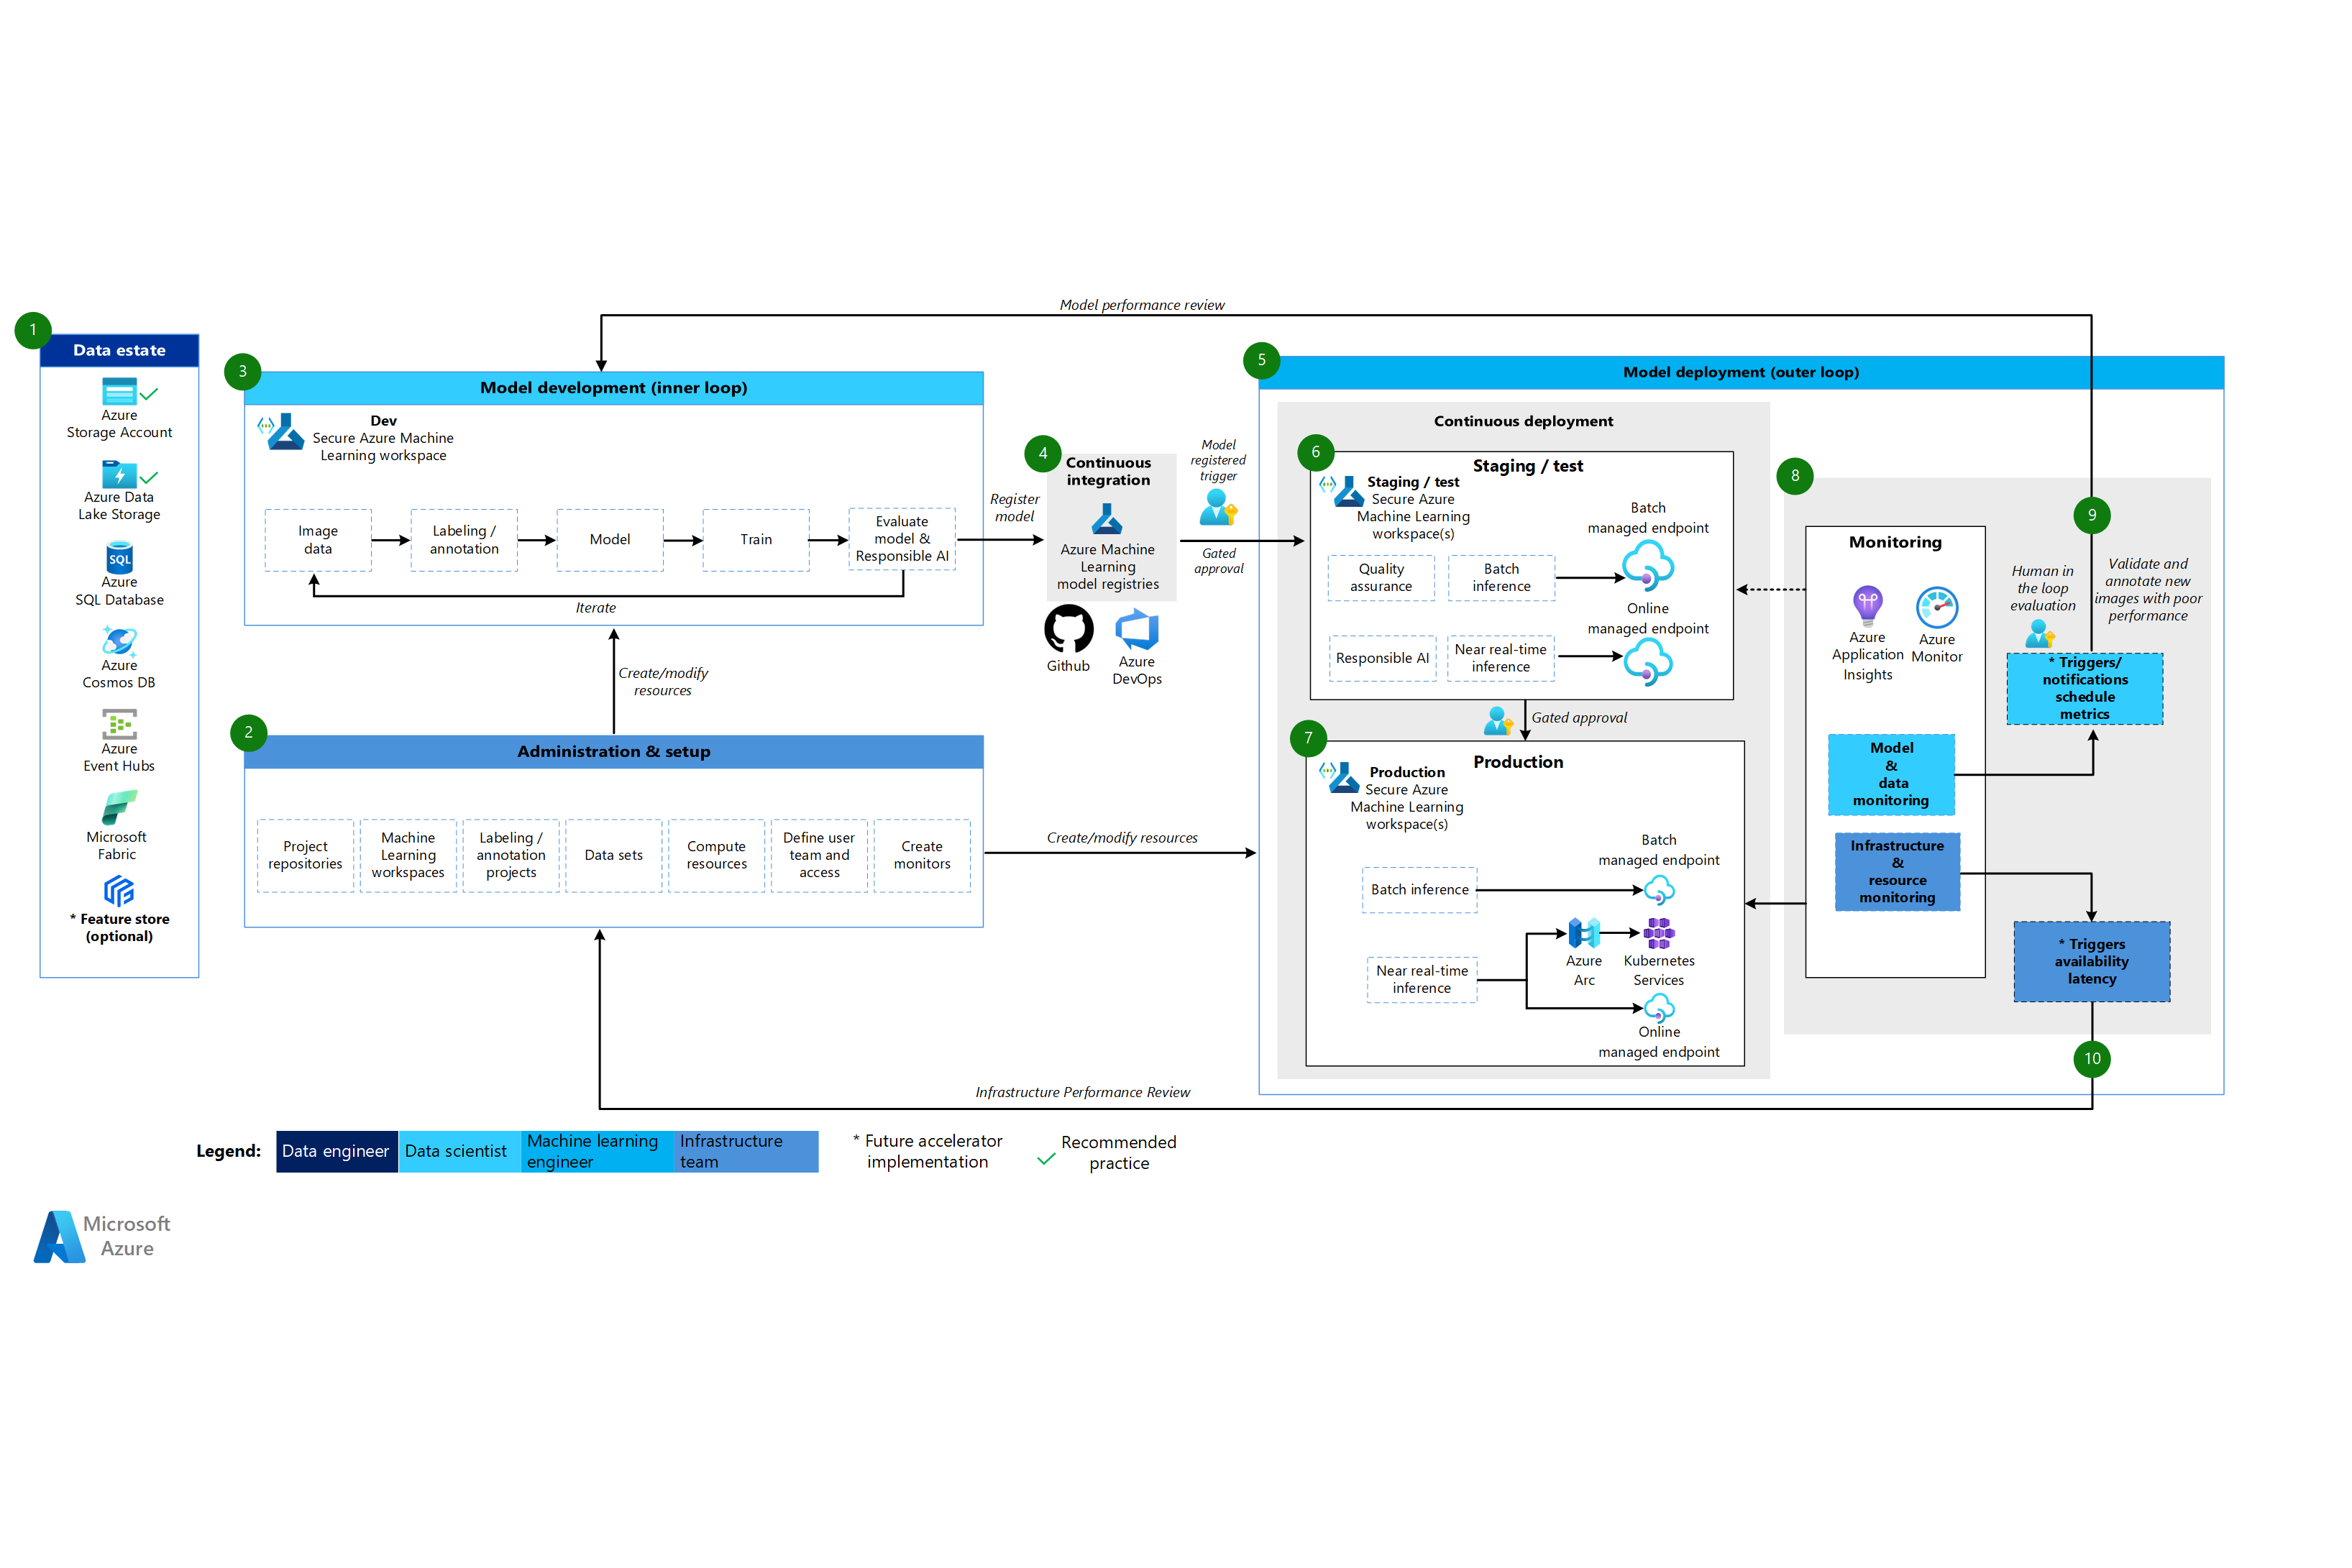 Model performance review
1
Data estate
Azure
Storage Account
Azure Data
Lake Storage
SQL
Azure
SQL Database
Azure
Cosmos DB
Azure
Event Hubs
Microsoft
Fabric
* Feature store
(optional)
3
Model development (inner loop)
Dev
Secure Azure Machine
Learning workspace
Image
data
Labeling /
annotation
Model
Train
Evaluate
model &
Responsible AI
Iterate
Create/modify
resources
2
Administration & setup
Project
repositories
Machine
Learning
workspaces
Labeling /
annotation
projects
Data sets
Compute
resources
Define user
team and
access
Create
monitors
Register
model
4
Continuous
integration
Azure Machine
Learning
model registries
Github
Azure
DevOps
Model
registered
trigger
Gated
approval
Create/modify resources
5
Model deployment (outer loop)
Continuous deployment
6
Staging / test
Staging / test
Secure Azure
Machine Learning
workspace(s)
Batch
managed endpoint
Quality
assurance
Batch
inference
Online
managed endpoint
Responsible AI
Near real-time
inference
Gated approval
7
Production
Production
Secure Azure
Machine Learning
workspace(s)
Batch
managed endpoint
Batch inference
Near real-time
inference
Azure
Arc
Kubernetes
Services
Online
managed endpoint
8
Monitoring
Azure
Application
Insights
Azure
Monitor
Model
&
data
monitoring
Infrastructure
&
resource
monitoring
9
Human in
the loop
evaluation
Validate and
annotate new
images with poor
performance
* Triggers/
notifications
schedule
metrics
* Triggers
availability
latency
10
Infrastructure Performance Review
Legend:
Data engineer
Data scientist
Machine learning
engineer
Infrastructure
team
* Future accelerator
implementation
Recommended
practice
Microsoft
Azure